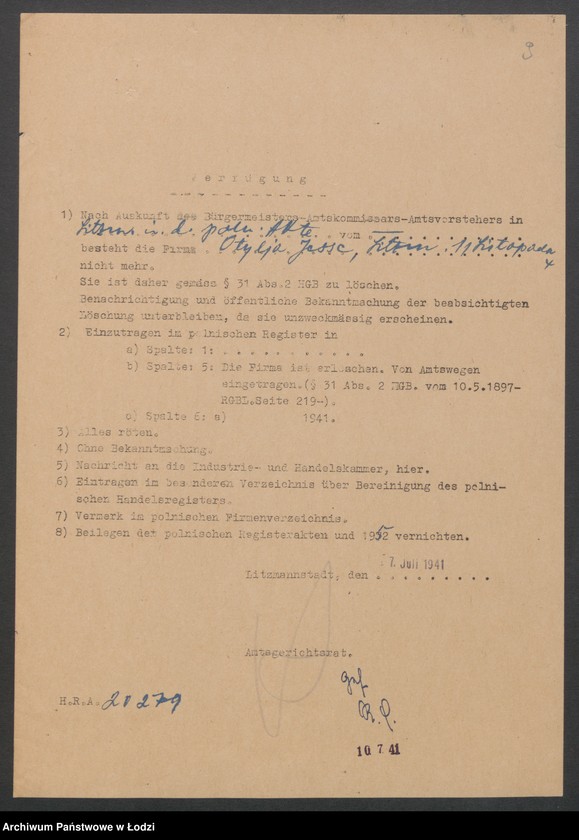 3
Verfügung
1) Nach Auskunft des Bürgermeisters-Amtskommissars-Amtsvorstehers in
d. poln. Akte. vom
besteht die Firma . Otylja Jesse, 11 Listopada
4
nicht mehr.
Sie ist daher gemäss § 31 Abs.2 HGB zu löschen.
Benachrichtigung und öffentliche Bekanntmachung der beabsichtigten
Löschung unterbleiben, da sie unzweckmässig erscheinen.
2) Einzutragen im polnischen Register in
a) Spalte: 1: . . . . . . . . . . . .
b) Spalte: 5: Die Firma ist erloschen. Von Amtswegen
eingetragen.(§ 31 Abs. 2 HGB. vom 10.5.1897-
RGBL.Seite 219-).
c) Spalte 6: a) 1941.
3) Alles röten.
4) Ohne Bekanntmachung.
5) Nachricht an die Industrie- und Handelskammer, hier.
6) Eintragen im besonderen Verzeichnis über Bereinigung des polni-
schen Handelsregisters.
7) Vermerk im polnischen Firmenverzeichnis.
8) Beilegen den polnischen Registerakten und 1952 vernichten.
7. Juli 1941
Litzmannstadt, den . . . . . . . . . .
Amtsgerichtsrat.
H.R.A. 20279
10 7 41
Archiwum Państwowe w Łodzi